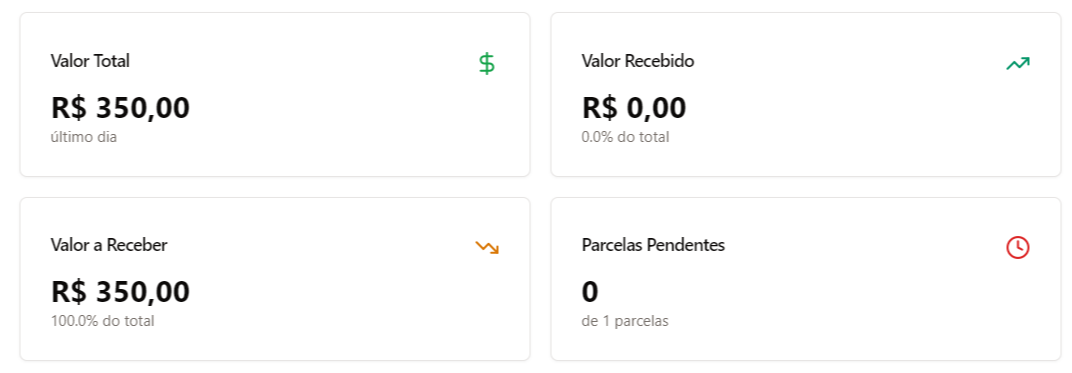 Valor Total
R$ 350,00
último dia
Valor Recebido
R$ 0,00
0.0% do total
Valor a Receber
R$ 350,00
100.0% do total
Parcelas Pendentes
0
de 1 parcelas